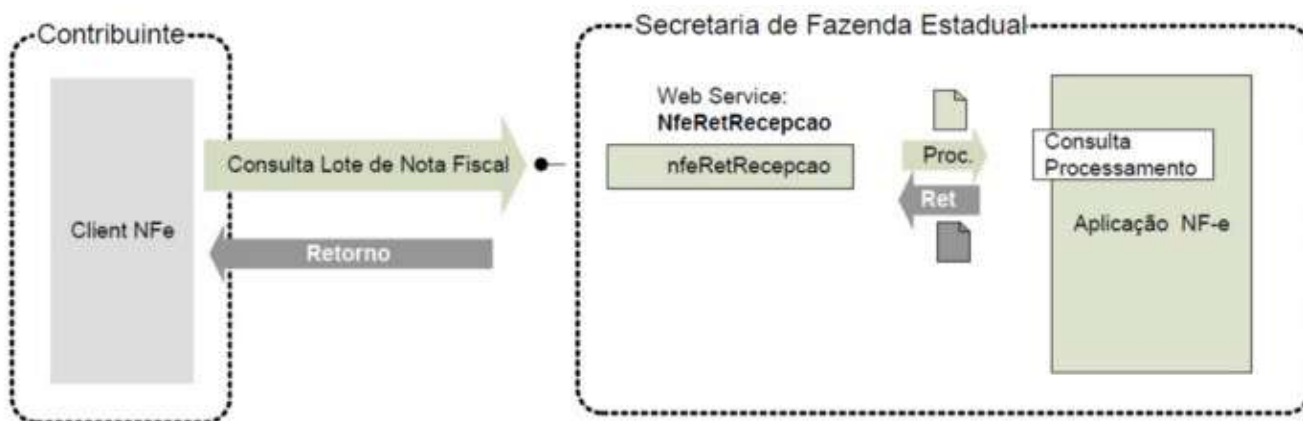 Contribuinte
Client NFe
Consulta Lote de Nota Fiscal
Retorno
Secretaria de Fazenda Estadual
Web Service:
NfeRetRecepcao
nfeRetRecepcao
Proc.
Ret
Consulta
Processamento
Aplicação NF-e